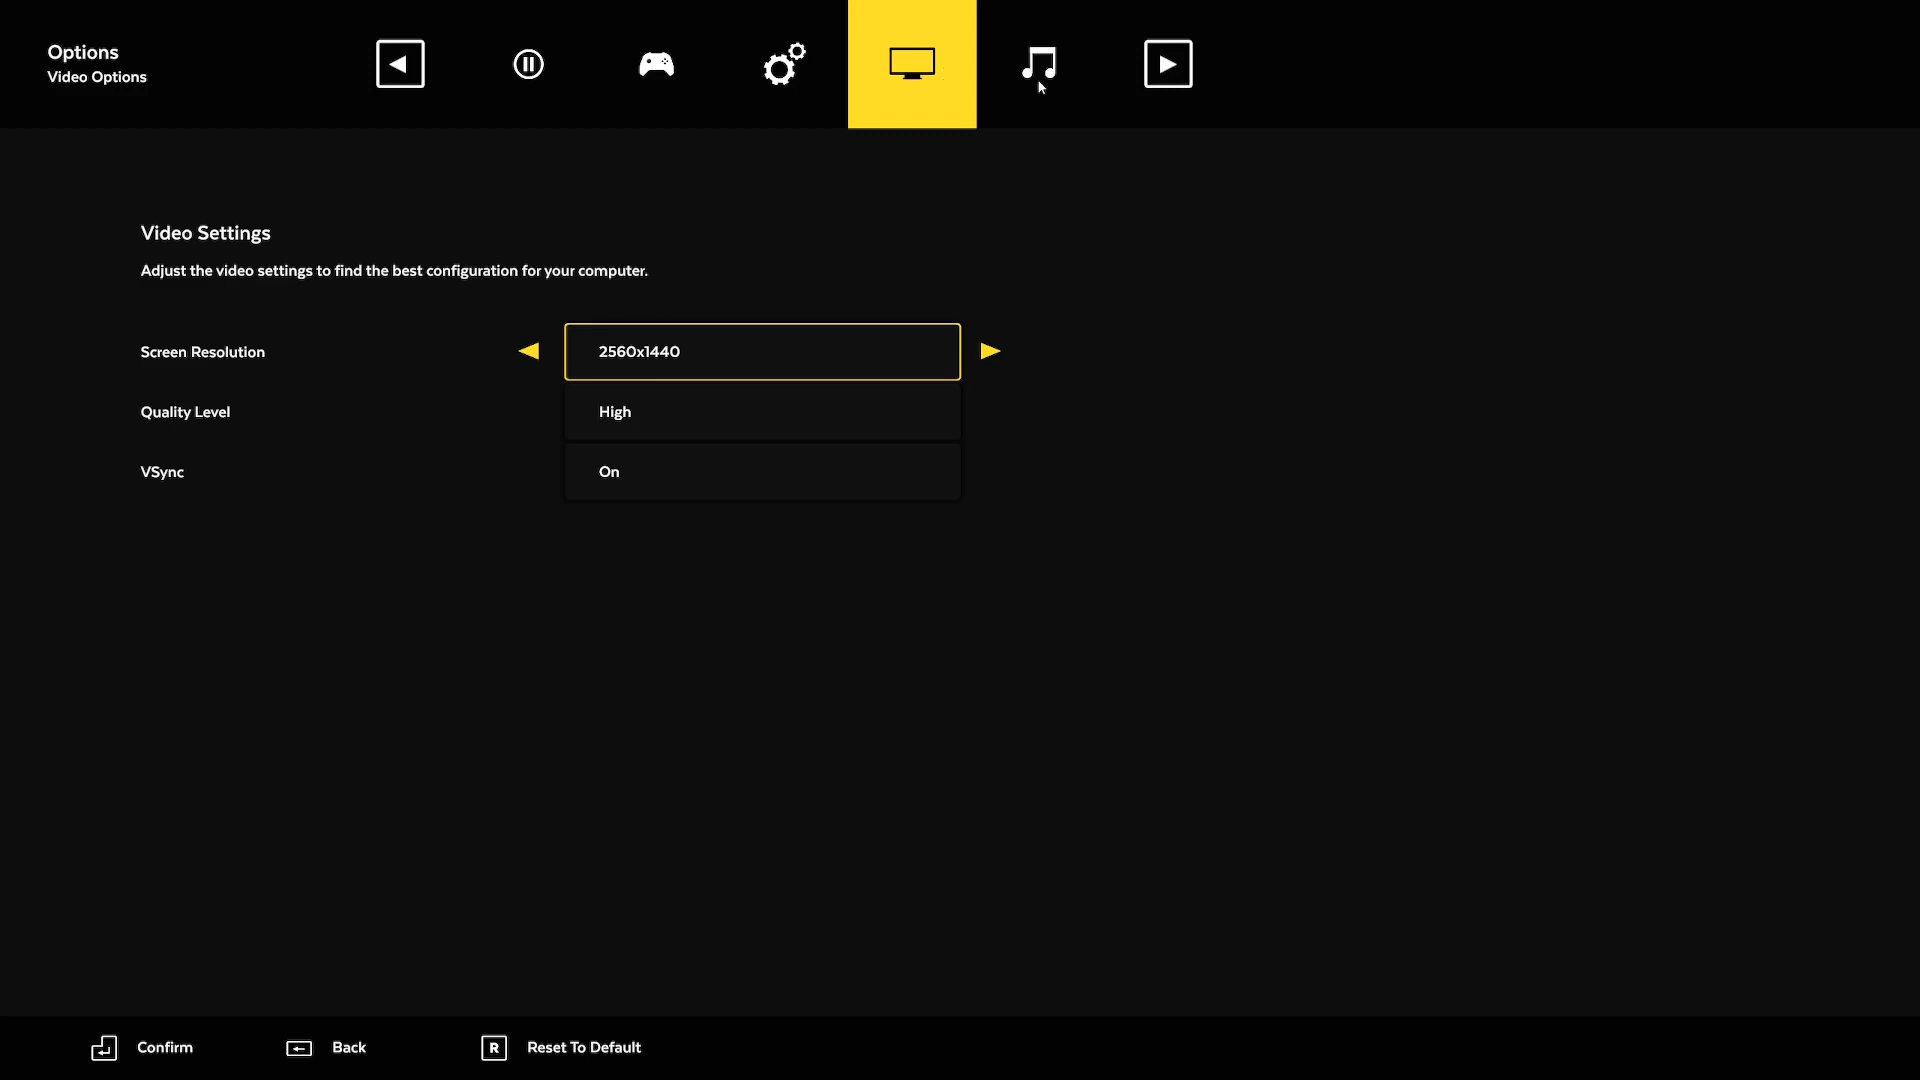 Options
Video Options
Video Settings
Adjust the video settings to find the best configuration for your computer.
Screen Resolution
2560x1440
Quality Level
High
VSync
On
Confirm
Back
R
Reset To Default